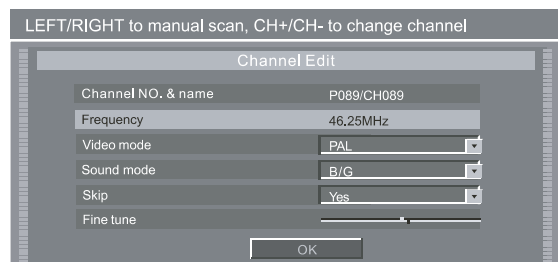 LEFT/RIGHT to manual scan, CH+/CH- to change channel
Channel Edit
Channel NO. & name P089/CH089
Frequency 46.25MHz
Video mode PAL
Sound mode B/G
Skip Yes
Fine tune
OK